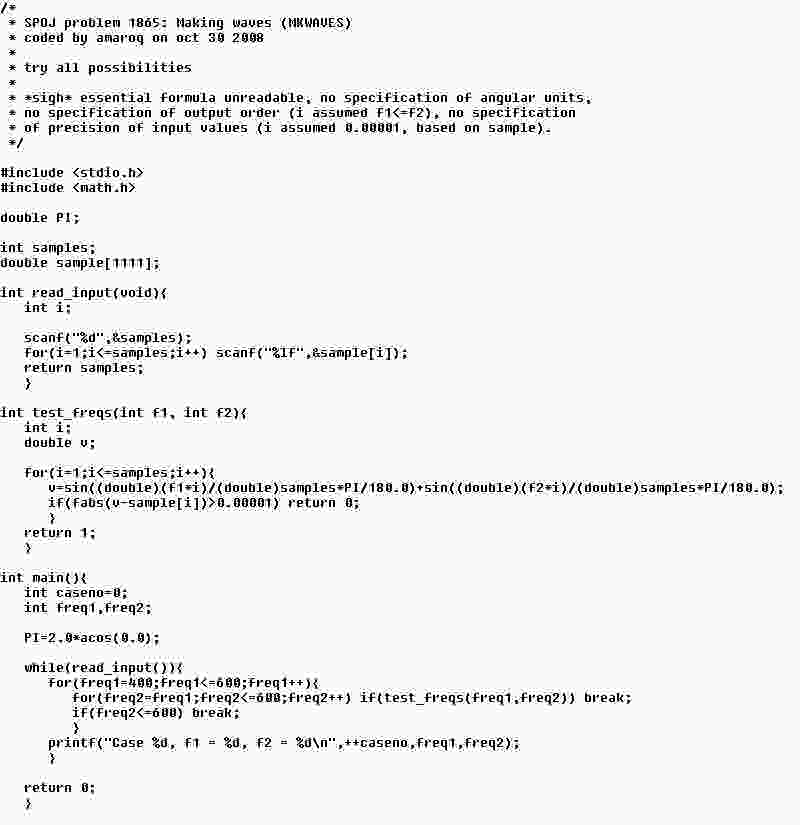 /*
 * SPOJ problem 1865: Making waves (MKWAVES)
 * coded by amaroq on oct 30 2008
 *
 * try all possibilities
 *
 * *sigh* essential formula unreadable, no specification of angular units,
 * no specification of output order (i assumed f1<=f2), no specification
 * of precision of input values (i assumed 0.00001, based on sample).
 */

#include <stdio.h>
#include <math.h>

double PI;

int samples;
double sample[1111];

int read_input(void){
   int i;

   scanf("%d",&samples);
   for(i=1;i<=samples;i++) scanf("%lf",&sample[i]);
   return samples;
   }

int test_freqs(int f1, int f2){
   int i;
   double v;

   for(i=1;i<=samples;i++){
      v=sin((double)(f1*i)/(double)samples*PI/180.0)+sin((double)(f2*i)/(double)samples*PI/180.0);
      if(fabs(v-sample[i])>0.00001) return 0;
      }
   return 1;
   }

int main(){
   int caseno=0;
   int freq1,freq2;

   PI=2.0*acos(0.0);

   while(read_input()){
      for(freq1=400;freq1<=600;freq1++){
         for(freq2=freq1;freq2<=600;freq2++) if(test_freqs(freq1,freq2)) break;
         if(freq2<=600) break;
         }
      printf("Case %d, f1 = %d, f2 = %d\n",++caseno,freq1,freq2);
      }

   return 0;
   }